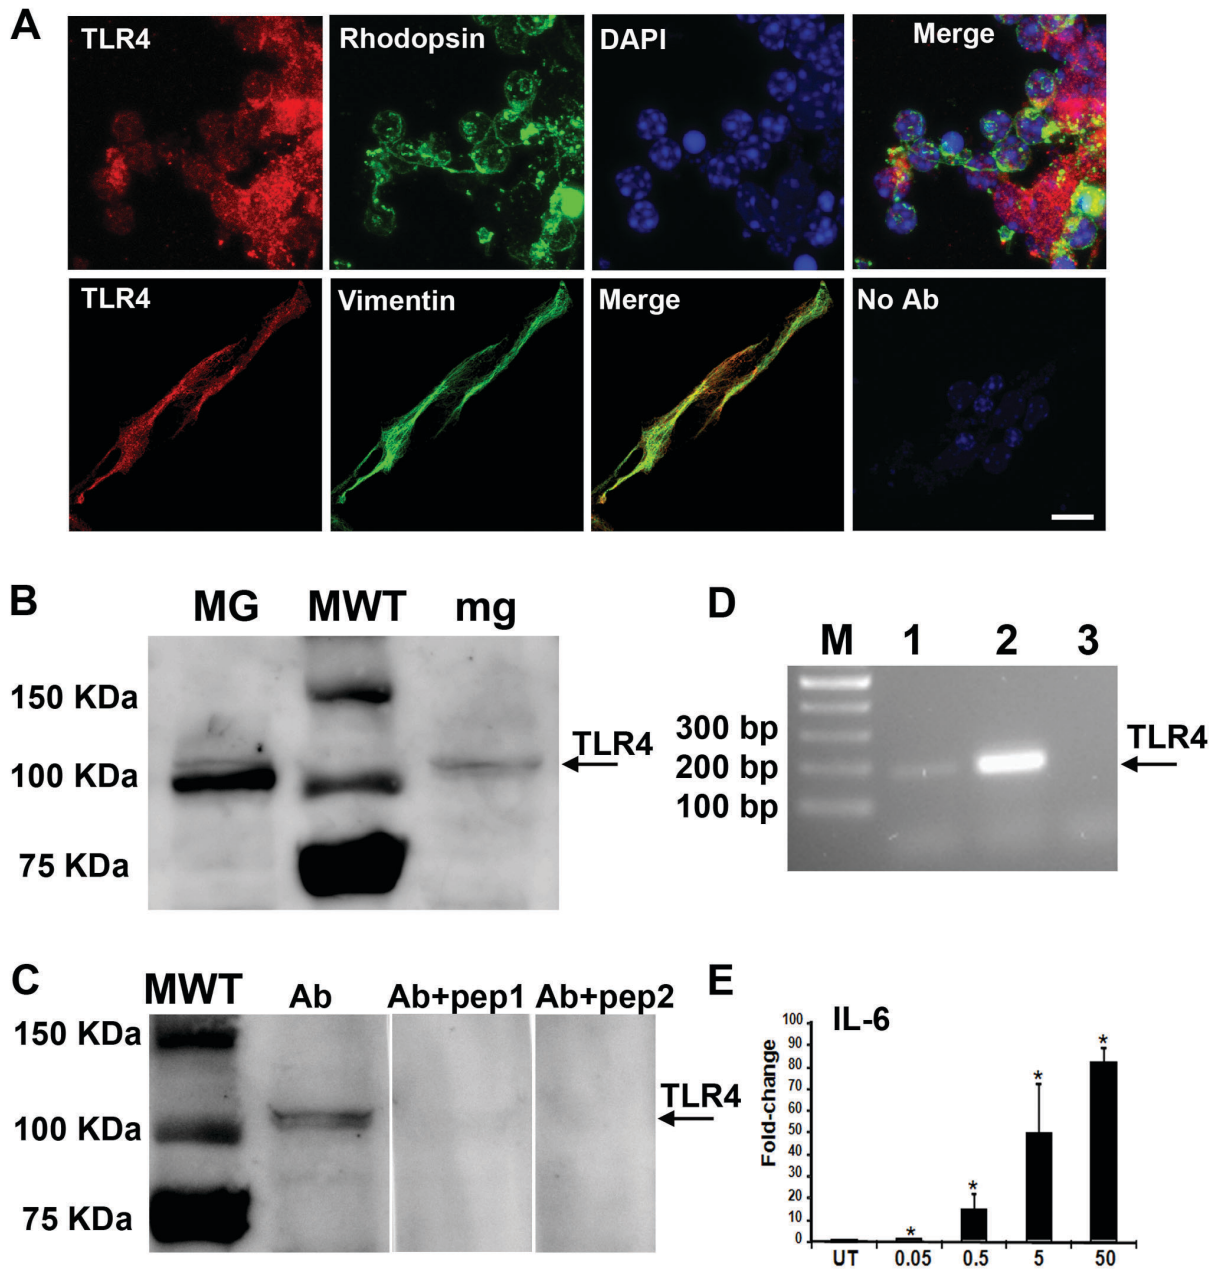 A
TLR4
Rhodopsin
DAPI
Merge
TLR4
Vimentin
Merge
No Ab
B
MG MWT mg
150 KDa
TLR4
100 KDa
75 KDa
D
M 1 2 3
300 bp
TLR4
200 bp
100 bp
C
MWT Ab Ab+pep1 Ab+pep2
150 KDa
TLR4
100 KDa
75 KDa
E
IL-6
Fold-change
100
90
80
70
60
50
40
30
20
10
0
* * * *
UT 0.05 0.5 5 50